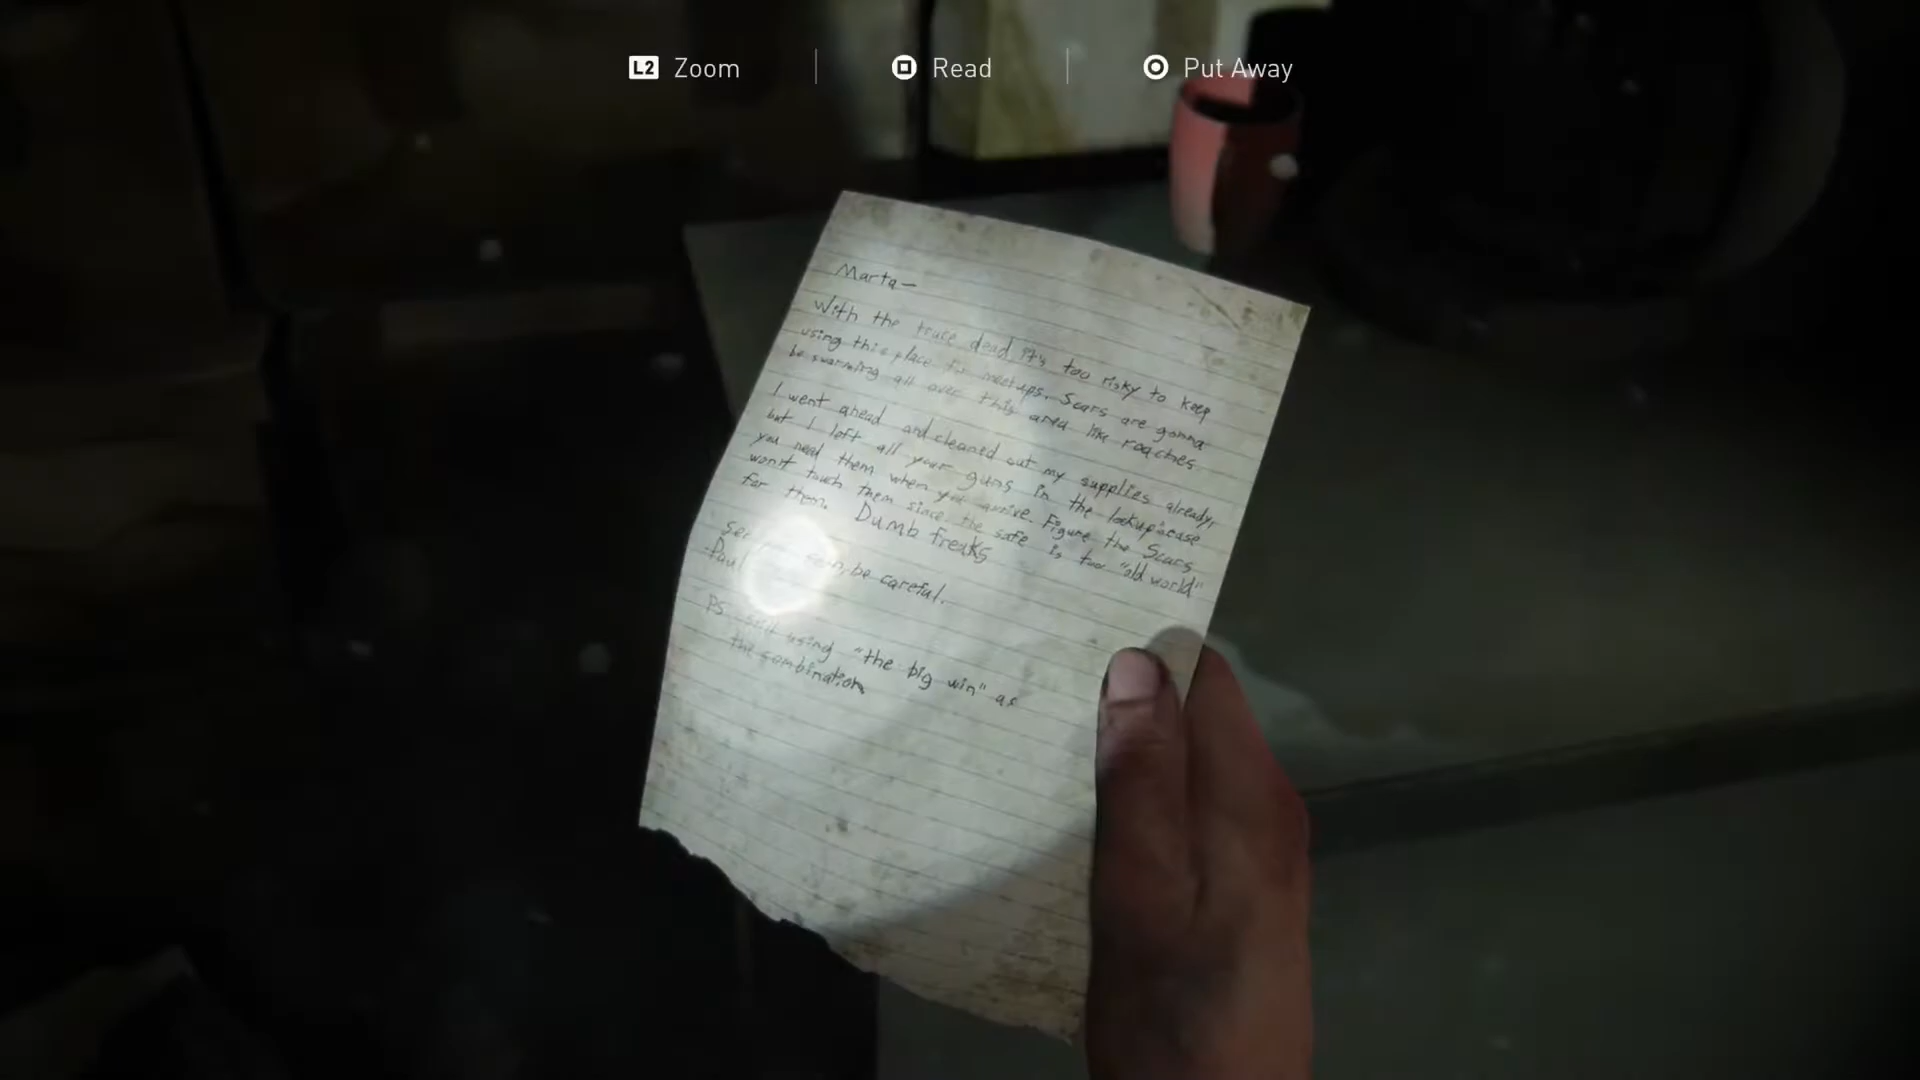 L2 Zoom
Read
Put Away
Marta—
With the truce dead it's too risky to keep
using this place for meetups. Scars are gonna
be swarming all over this area like roaches
I went ahead and cleaned out my supplies already,
but I left all your guns in the lockup case
you need them when you arrive. Figure the Scars
won't touch them since the safe is too "old world"
for them. Dumb freaks
soon, be careful.
Paul
PS. still using "the big win" as
the combination